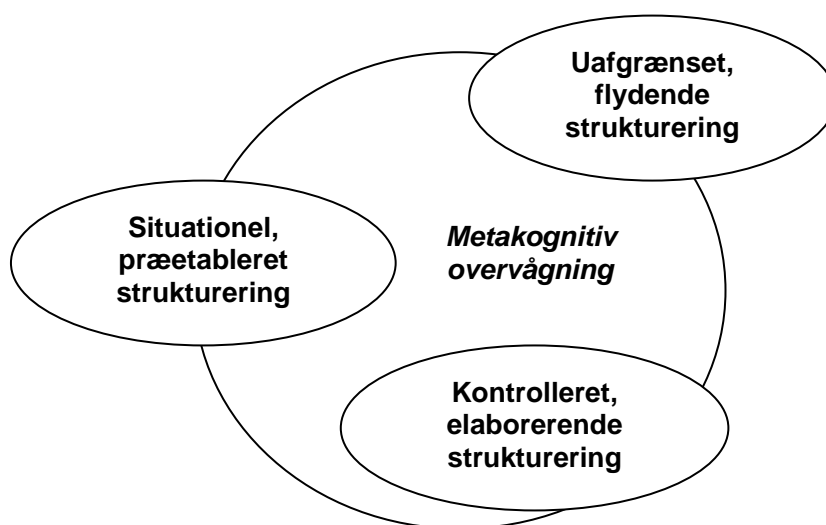 Uafgrænset,
flydende
strukturering
Situationel,
præetableret
strukturering
Metakognitiv
overvågning
Kontrolleret,
elaborerende
strukturering